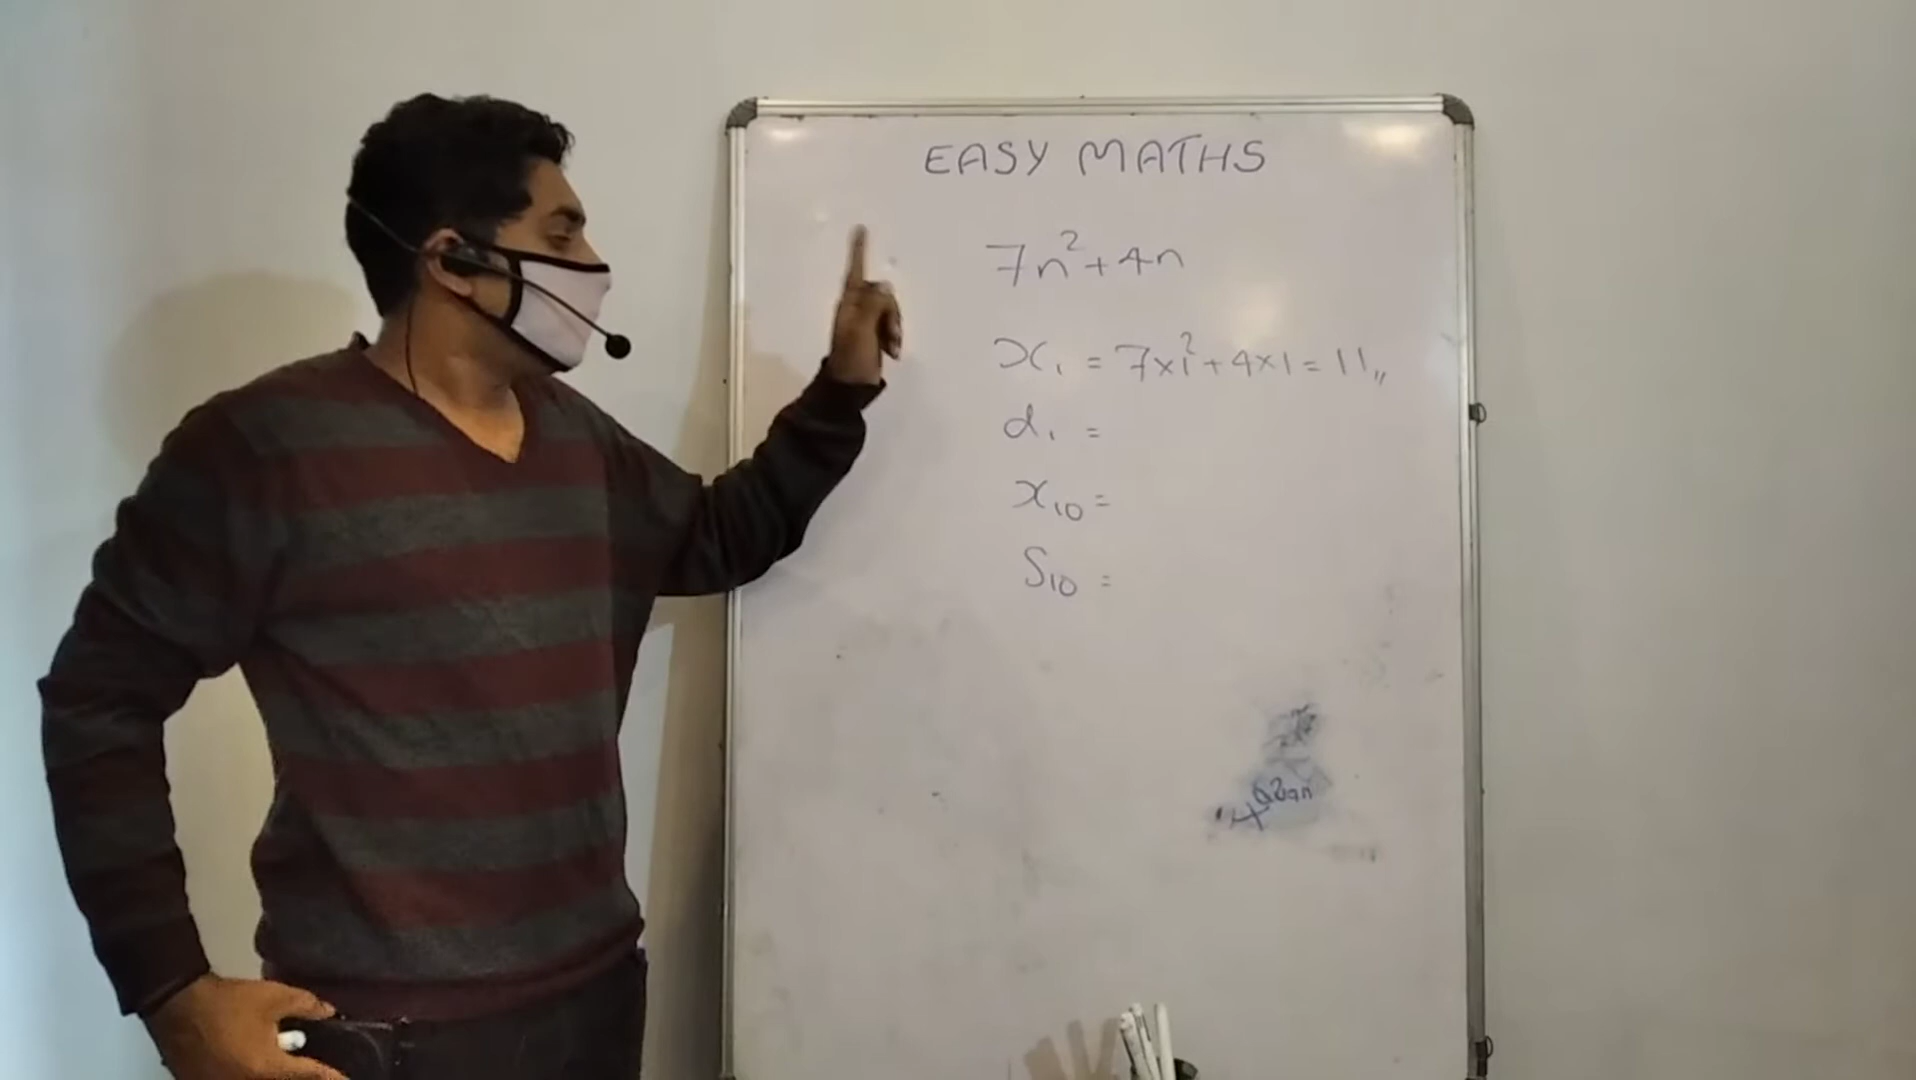 EASY MATHS
7n²+4n
x₁ = 7×1²+4×1 = 11,,
d₁ =
x₁₀ =
S₁₀ =